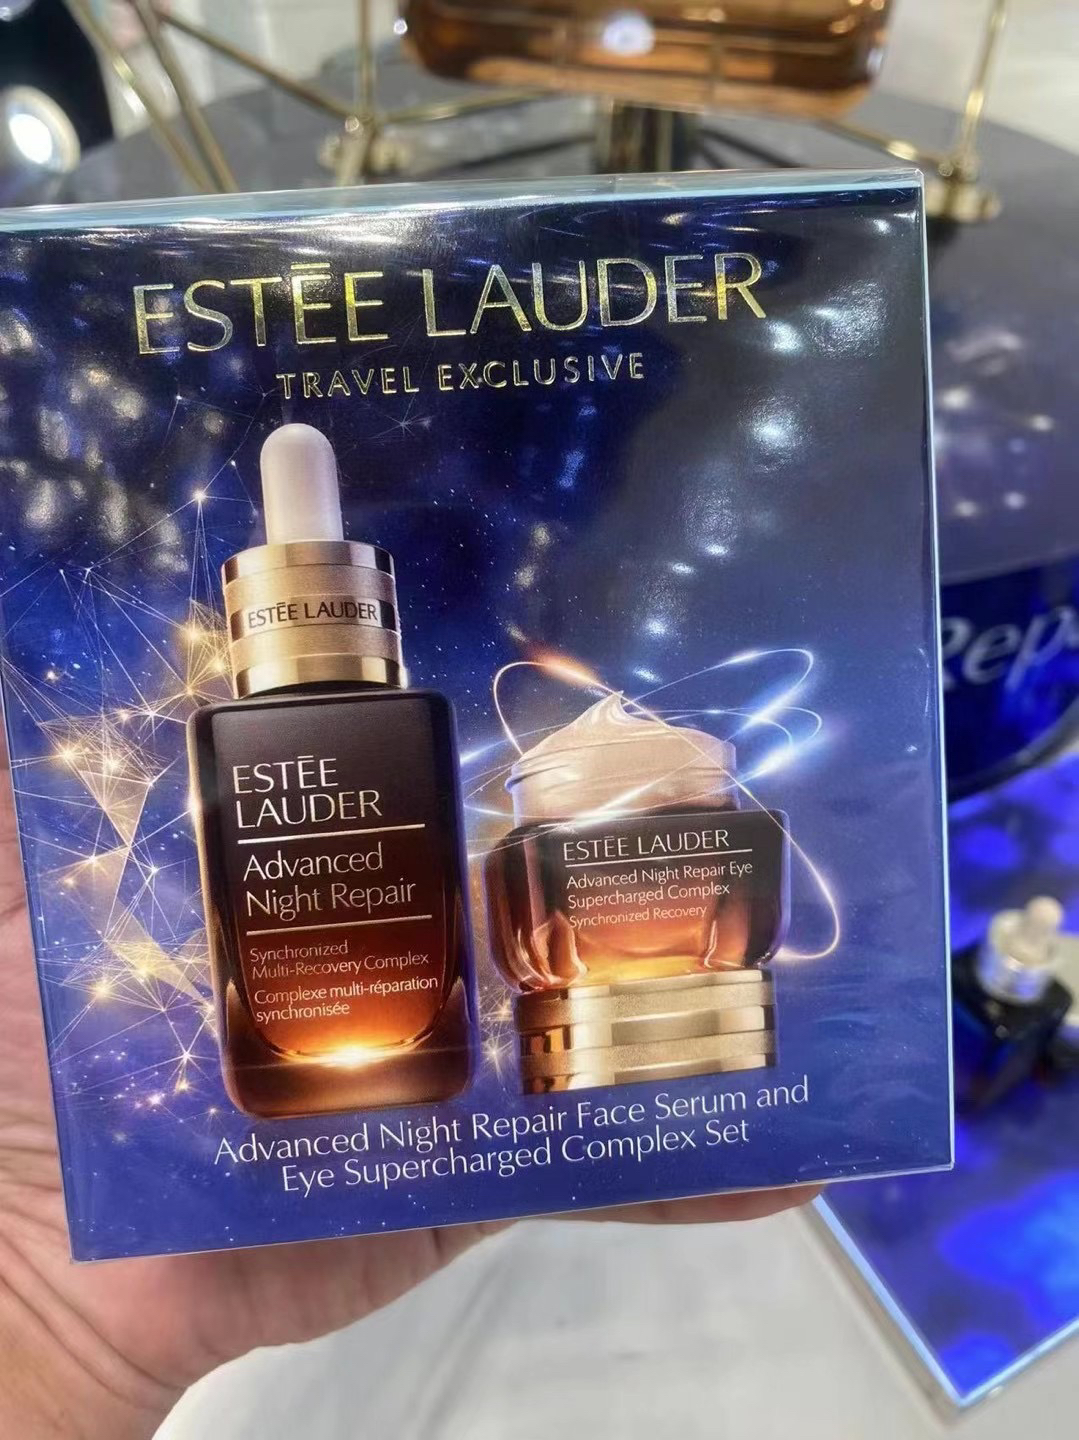 ESTĒE LAUDER
TRAVEL EXCLUSIVE
ESTĒE LAUDER
ESTĒE
LAUDER
Advanced
Night Repair
Synchronized
Multi-Recovery Complex
Complexe multi-réparation
synchronisée
ESTĒE LAUDER
Advanced Night Repair Eye
Supercharged Complex
Synchronized Recovery
Advanced Night Repair Face Serum and
Eye Supercharged Complex Set